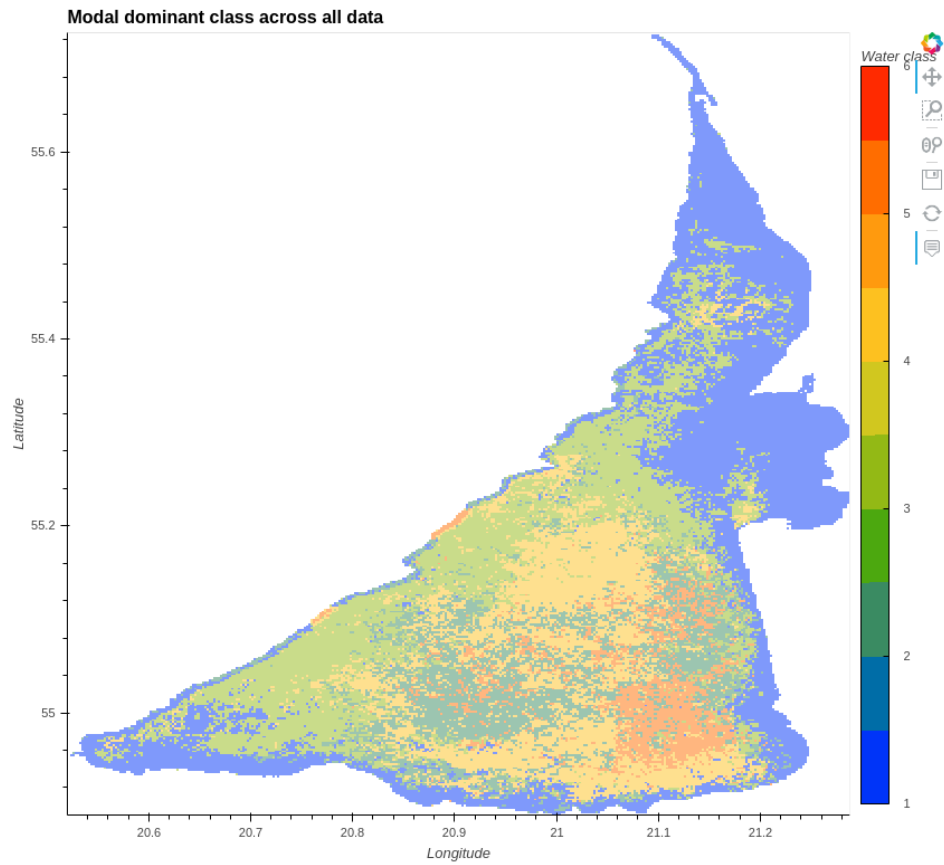 Modal dominant class across all data
Water class
6
5
4
3
2
1
55.6
55.4
55.2
55
Latitude
20.6 20.7 20.8 20.9 21 21.1 21.2
Longitude